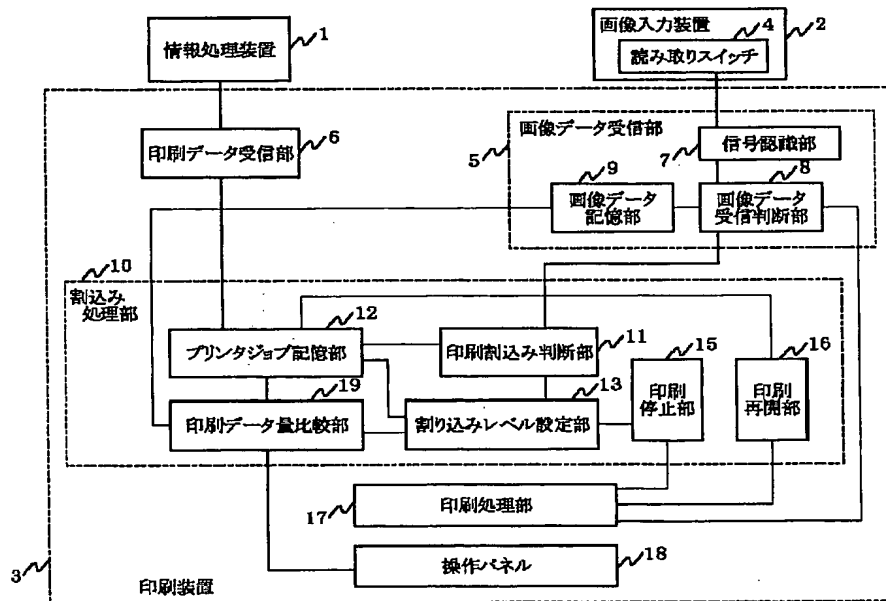 情報処理装置
1
画像入力装置
4
2
読み取りスイッチ
印刷データ受信部
6
画像データ受信部
5
信号認識部
7
9
8
画像データ
記憶部
画像データ
受信判断部
10
割込み
処理部
12
プリンタジョブ記憶部
印刷割込み判断部
11
15
印刷
停止部
16
印刷
再開部
19
印刷データ量比較部
13
割り込みレベル設定部
印刷処理部
17
操作パネル
18
3
印刷装置